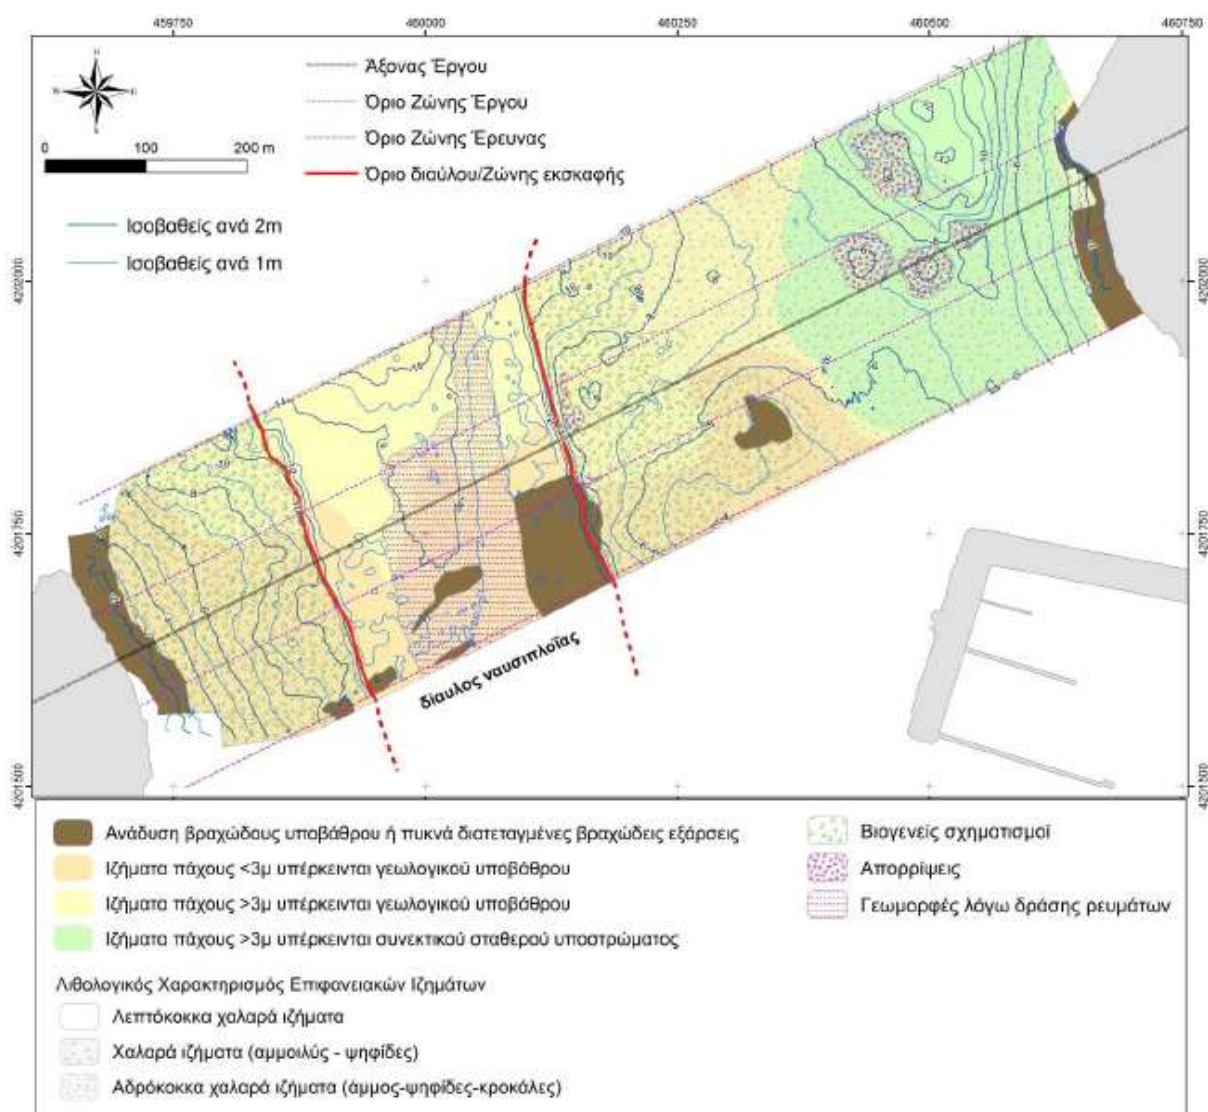 459750 460000 460250 460500 460750
Άξονας Έργου
Όριο Ζώνης Έργου
Όριο Ζώνης Έρευνας
Όριο διαύλου/Ζώνης εκσκαφής
0 100 200 m
Ισοβαθείς ανά 2m
Ισοβαθείς ανά 1m
4202000 4202000
4201750 4201750
δίαυλος ναυσιπλοΐας
4201500 4201500
Ανάδυση βραχώδους υποβάθρου ή πυκνά διατεταγμένες βραχώδεις εξάρσεις
Ιζήματα πάχους <3μ υπέρκεινται γεωλογικού υποβάθρου
Ιζήματα πάχους >3μ υπέρκεινται γεωλογικού υποβάθρου
Ιζήματα πάχους >3μ υπέρκεινται συνεκτικού σταθερού υποστρώματος
Βιογενείς σχηματισμοί
Απορρίψεις
Γεωμορφές λόγω δράσης ρευμάτων
Λιθολογικός Χαρακτηρισμός Επιφανειακών Ιζημάτων
Λεπτόκοκκα χαλαρά ιζήματα
Χαλαρά ιζήματα (αμμοιλύς - ψηφίδες)
Αδρόκοκκα χαλαρά ιζήματα (άμμος-ψηφίδες-κροκάλες)